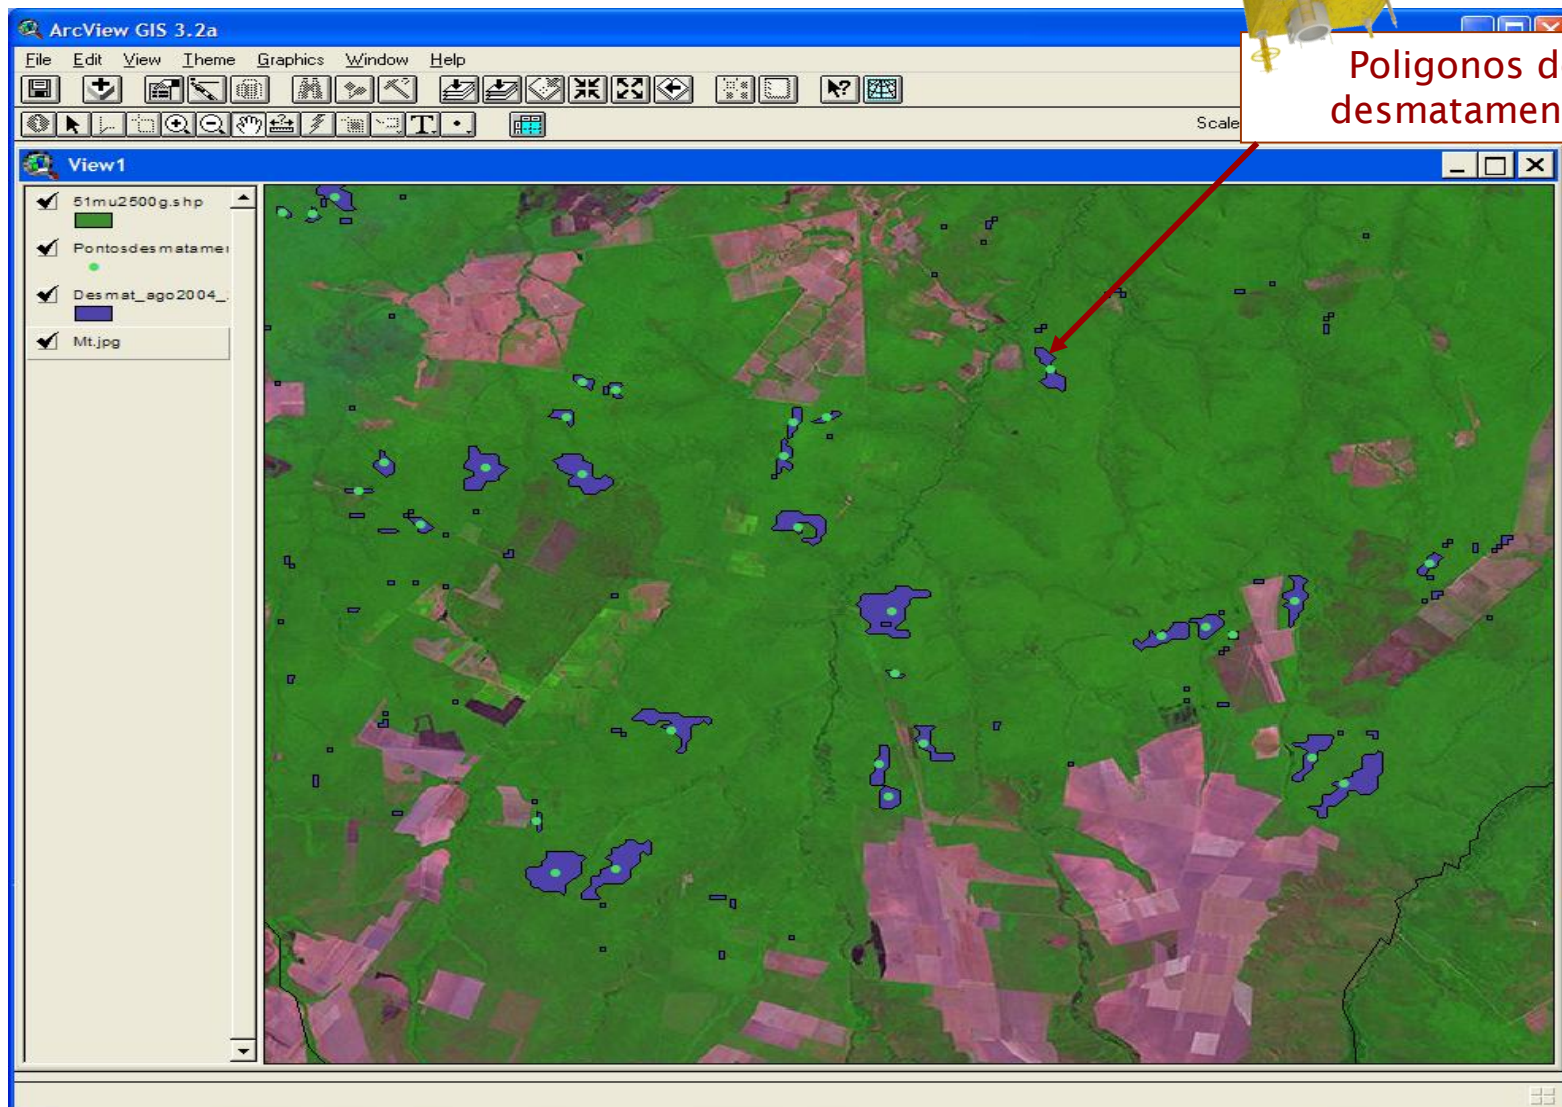 ArcView GIS 3.2a
File Edit View Theme Graphics Window Help
Poligonos d
desmatamen
Scale
View1
51mu2500g.shp
Pontosdesmatame
Desmat_ago2004_
Mt.jpg